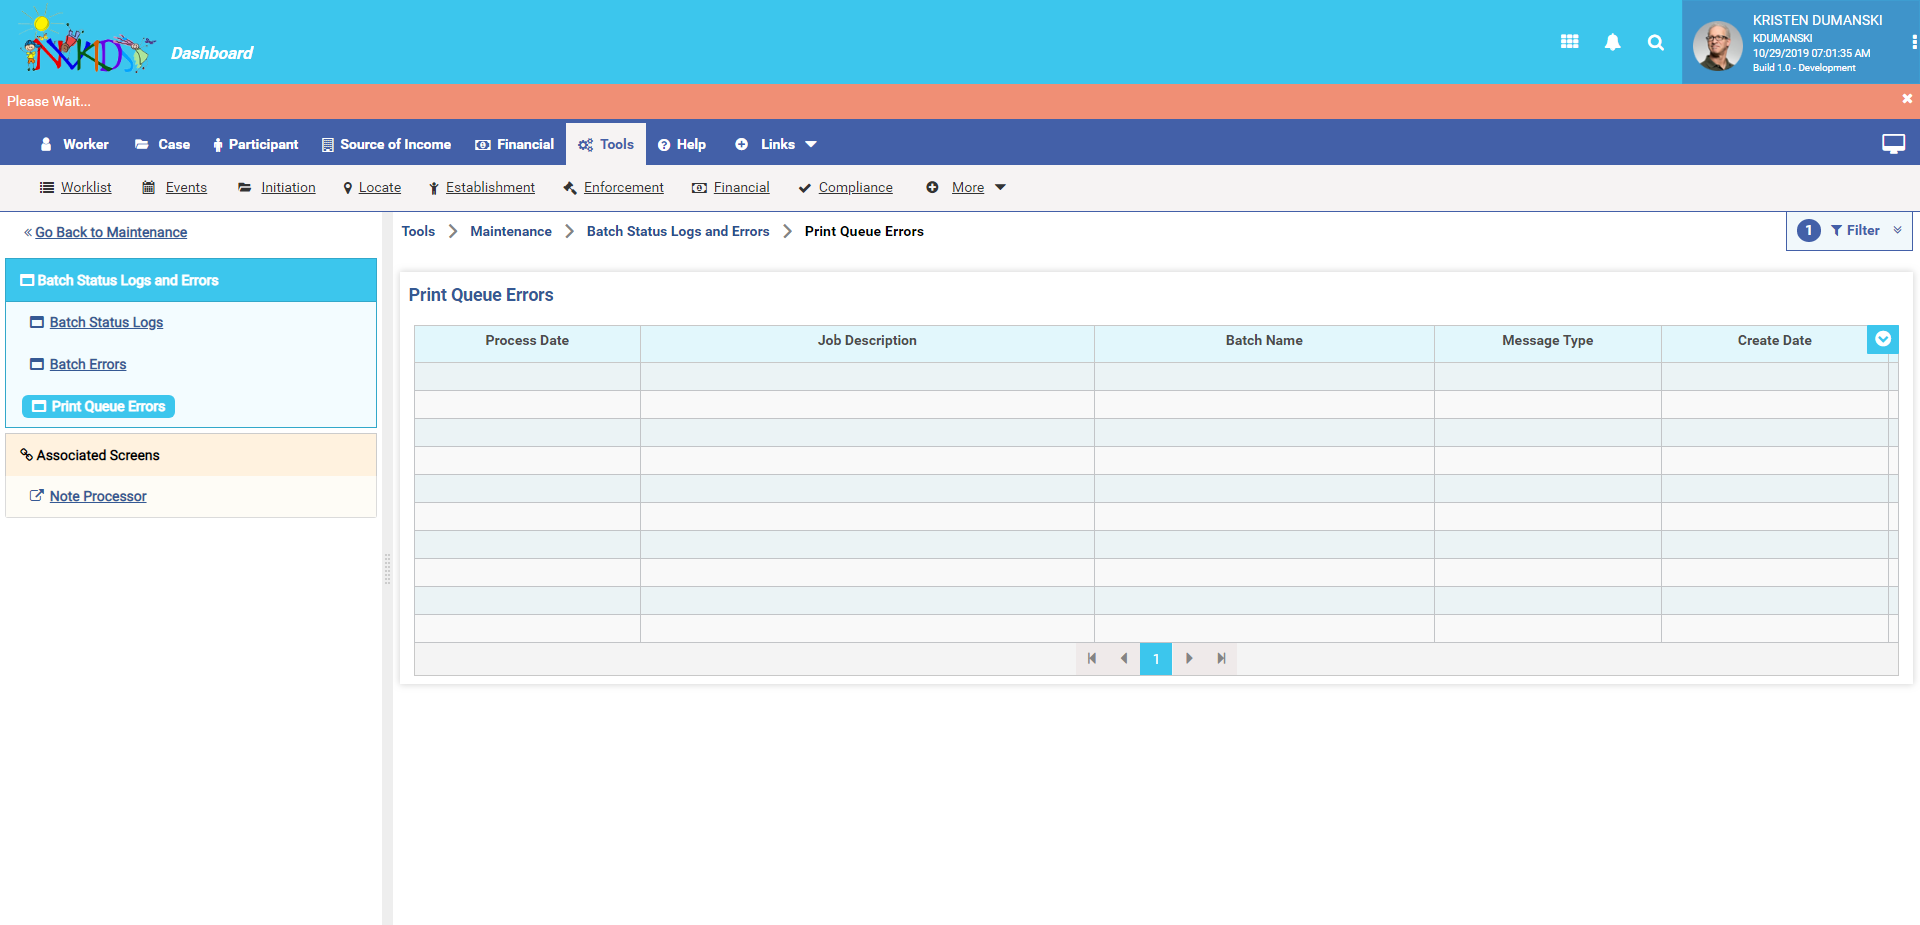 NVKIDS
Dashboard
KRISTEN DUMANSKI
KDUMANSKI
10/29/2019 07:01:35 AM
Build 1.0 - Development
Please Wait...
Worker Case Participant Source of Income Financial Tools Help Links
Worklist Events Initiation Locate Establishment Enforcement Financial Compliance More
« Go Back to Maintenance
Tools Maintenance Batch Status Logs and Errors Print Queue Errors
1 Filter
Batch Status Logs and Errors
Batch Status Logs
Batch Errors
Print Queue Errors
Associated Screens
Note Processor
Print Queue Errors
Process Date Job Description Batch Name Message Type Create Date
1